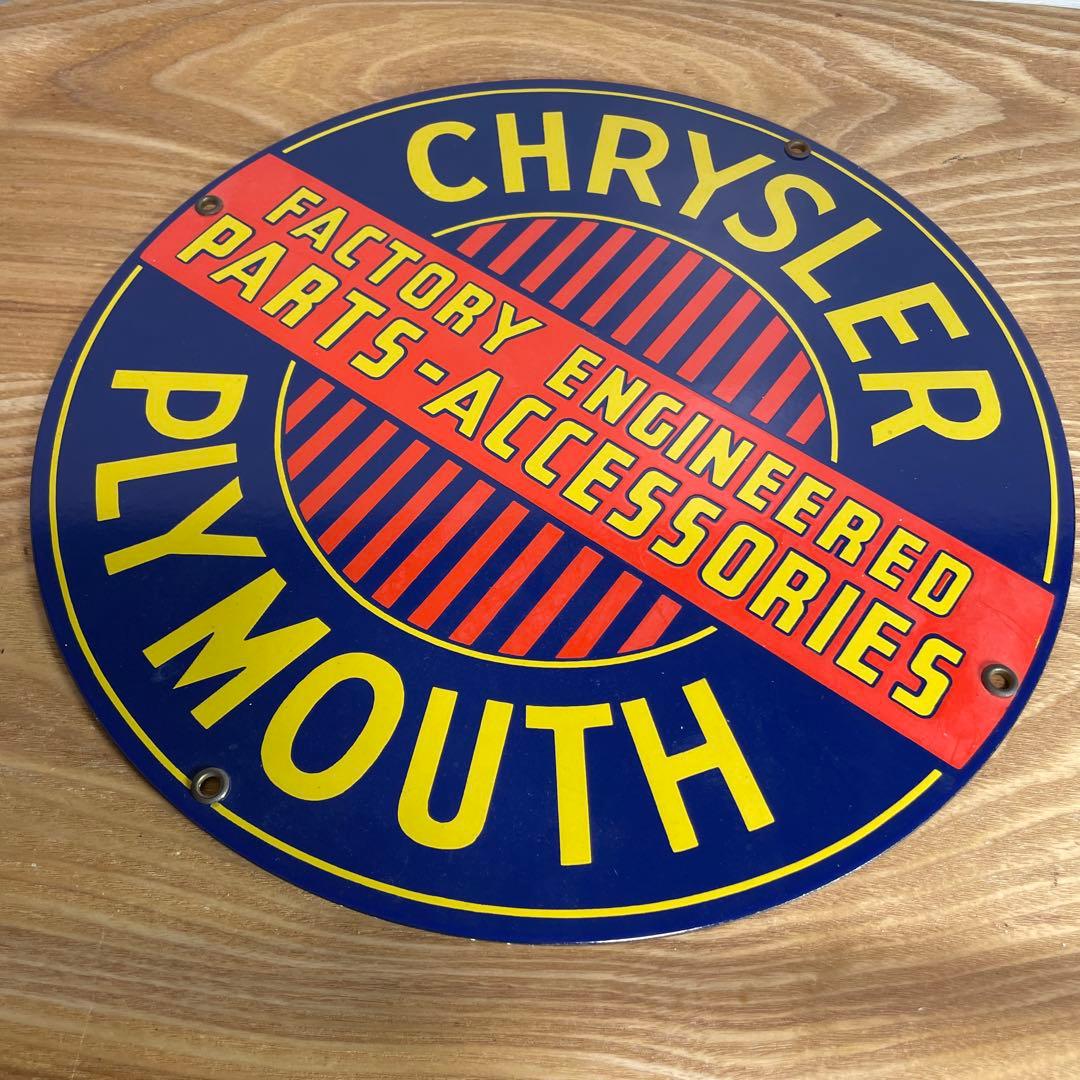 CHRYSLER
FACTORY ENGINEERED
PARTS-ACCESSORIES
PLYMOUTH